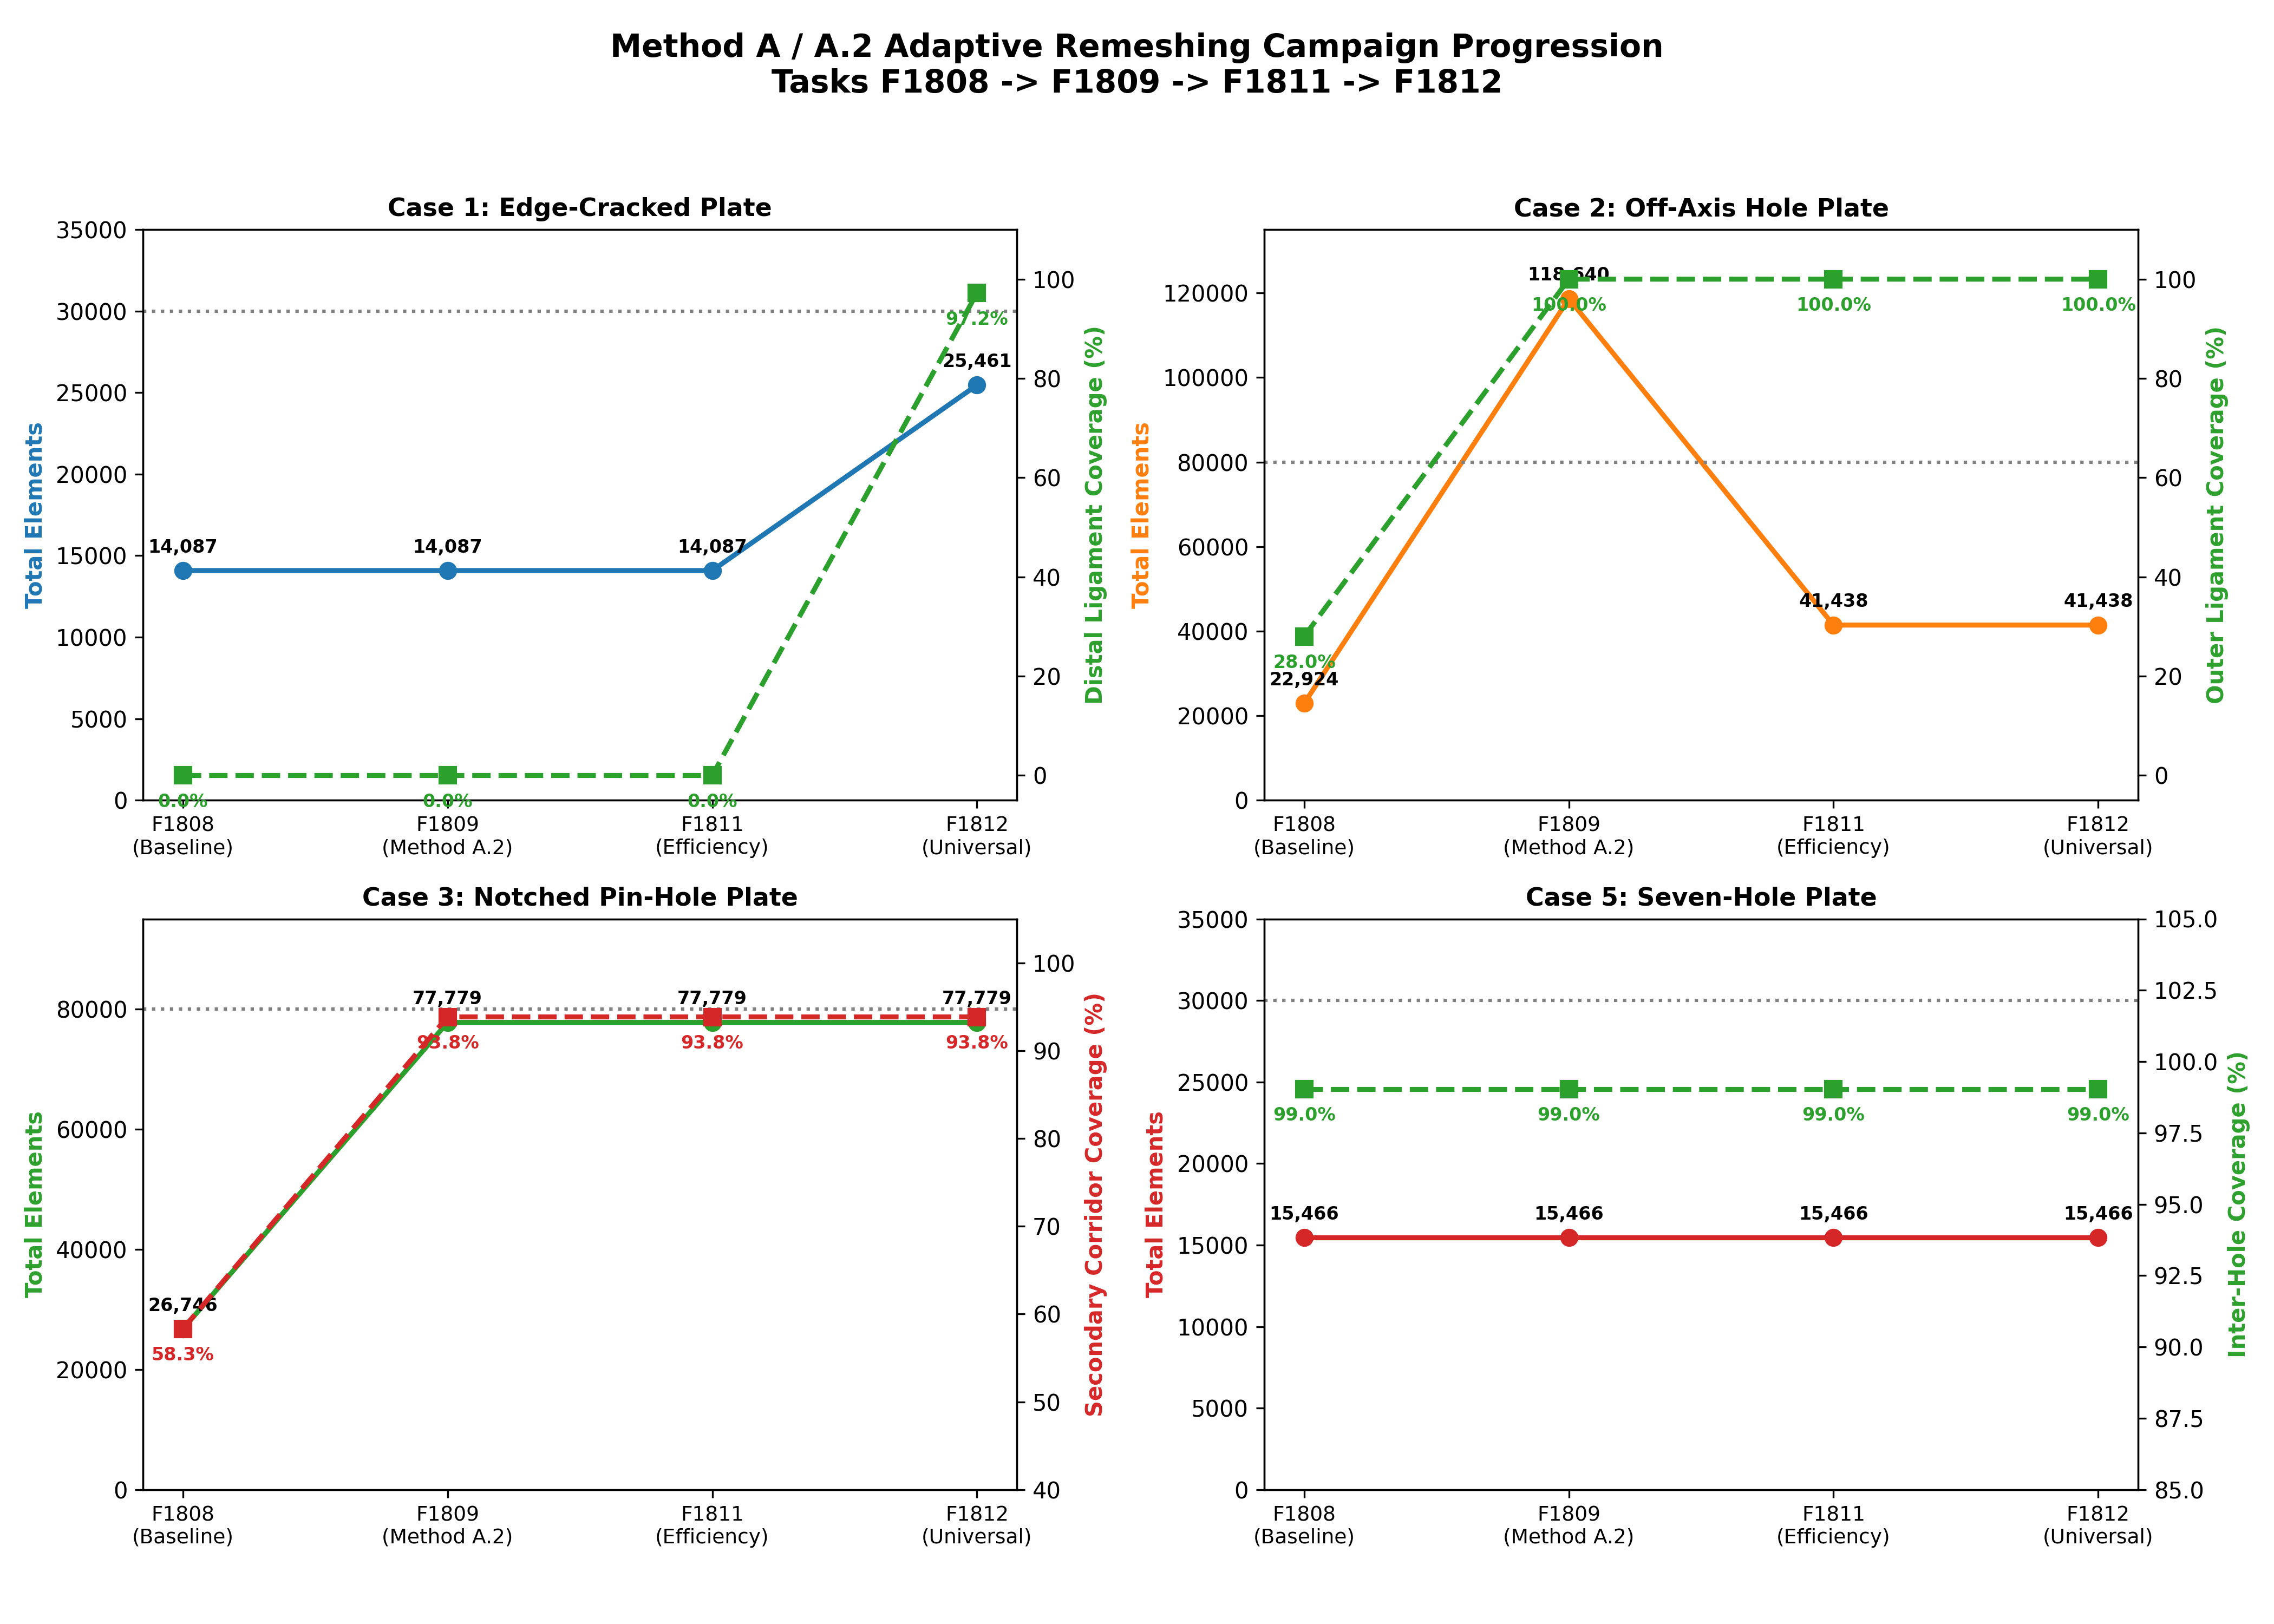 Method A / A.2 Adaptive Remeshing Campaign Progression
Tasks F1808 -> F1809 -> F1811 -> F1812
Case 1: Edge-Cracked Plate
Total Elements
35000
30000
25000
20000
15000
10000
5000
0
14,087
14,087
14,087
25,461
0.0%
0.0%
0.0%
97.2%
100
80
60
40
20
0
Distal Ligament Coverage (%)
F1808
(Baseline)
F1809
(Method A.2)
F1811
(Efficiency)
F1812
(Universal)
Case 2: Off-Axis Hole Plate
Total Elements
120000
100000
80000
60000
40000
20000
0
22,924
118,640
41,438
41,438
28.0%
100.0%
100.0%
100.0%
100
80
60
40
20
0
Outer Ligament Coverage (%)
F1808
(Baseline)
F1809
(Method A.2)
F1811
(Efficiency)
F1812
(Universal)
Case 3: Notched Pin-Hole Plate
Total Elements
80000
60000
40000
20000
0
26,746
77,779
77,779
77,779
58.3%
93.8%
93.8%
93.8%
100
90
80
70
60
50
40
Secondary Corridor Coverage (%)
F1808
(Baseline)
F1809
(Method A.2)
F1811
(Efficiency)
F1812
(Universal)
Case 5: Seven-Hole Plate
Total Elements
35000
30000
25000
20000
15000
10000
5000
0
99.0%
99.0%
99.0%
99.0%
15,466
15,466
15,466
15,466
105.0
102.5
100.0
97.5
95.0
92.5
90.0
87.5
85.0
Inter-Hole Coverage (%)
F1808
(Baseline)
F1809
(Method A.2)
F1811
(Efficiency)
F1812
(Universal)